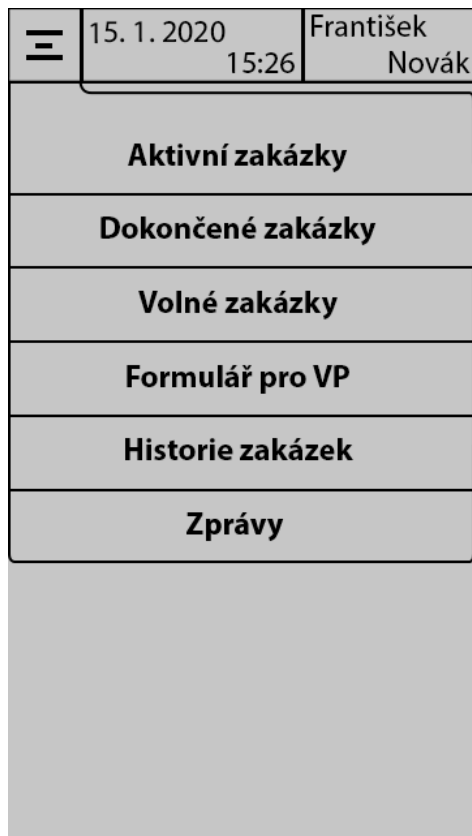 15. 1. 2020
15:26
František
Novák
Aktivní zakázky
Dokončené zakázky
Volné zakázky
Formulář pro VP
Historie zakázek
Zprávy